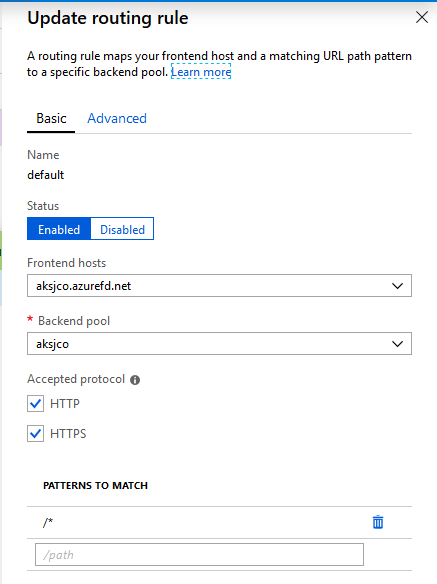 Update routing rule
A routing rule maps your frontend host and a matching URL path pattern
to a specific backend pool. Learn more
Basic Advanced
Name
default
Status
Enabled Disabled
Frontend hosts
aksjco.azurefd.net
* Backend pool
aksjco
Accepted protocol
HTTP
HTTPS
PATTERNS TO MATCH
/*
/path